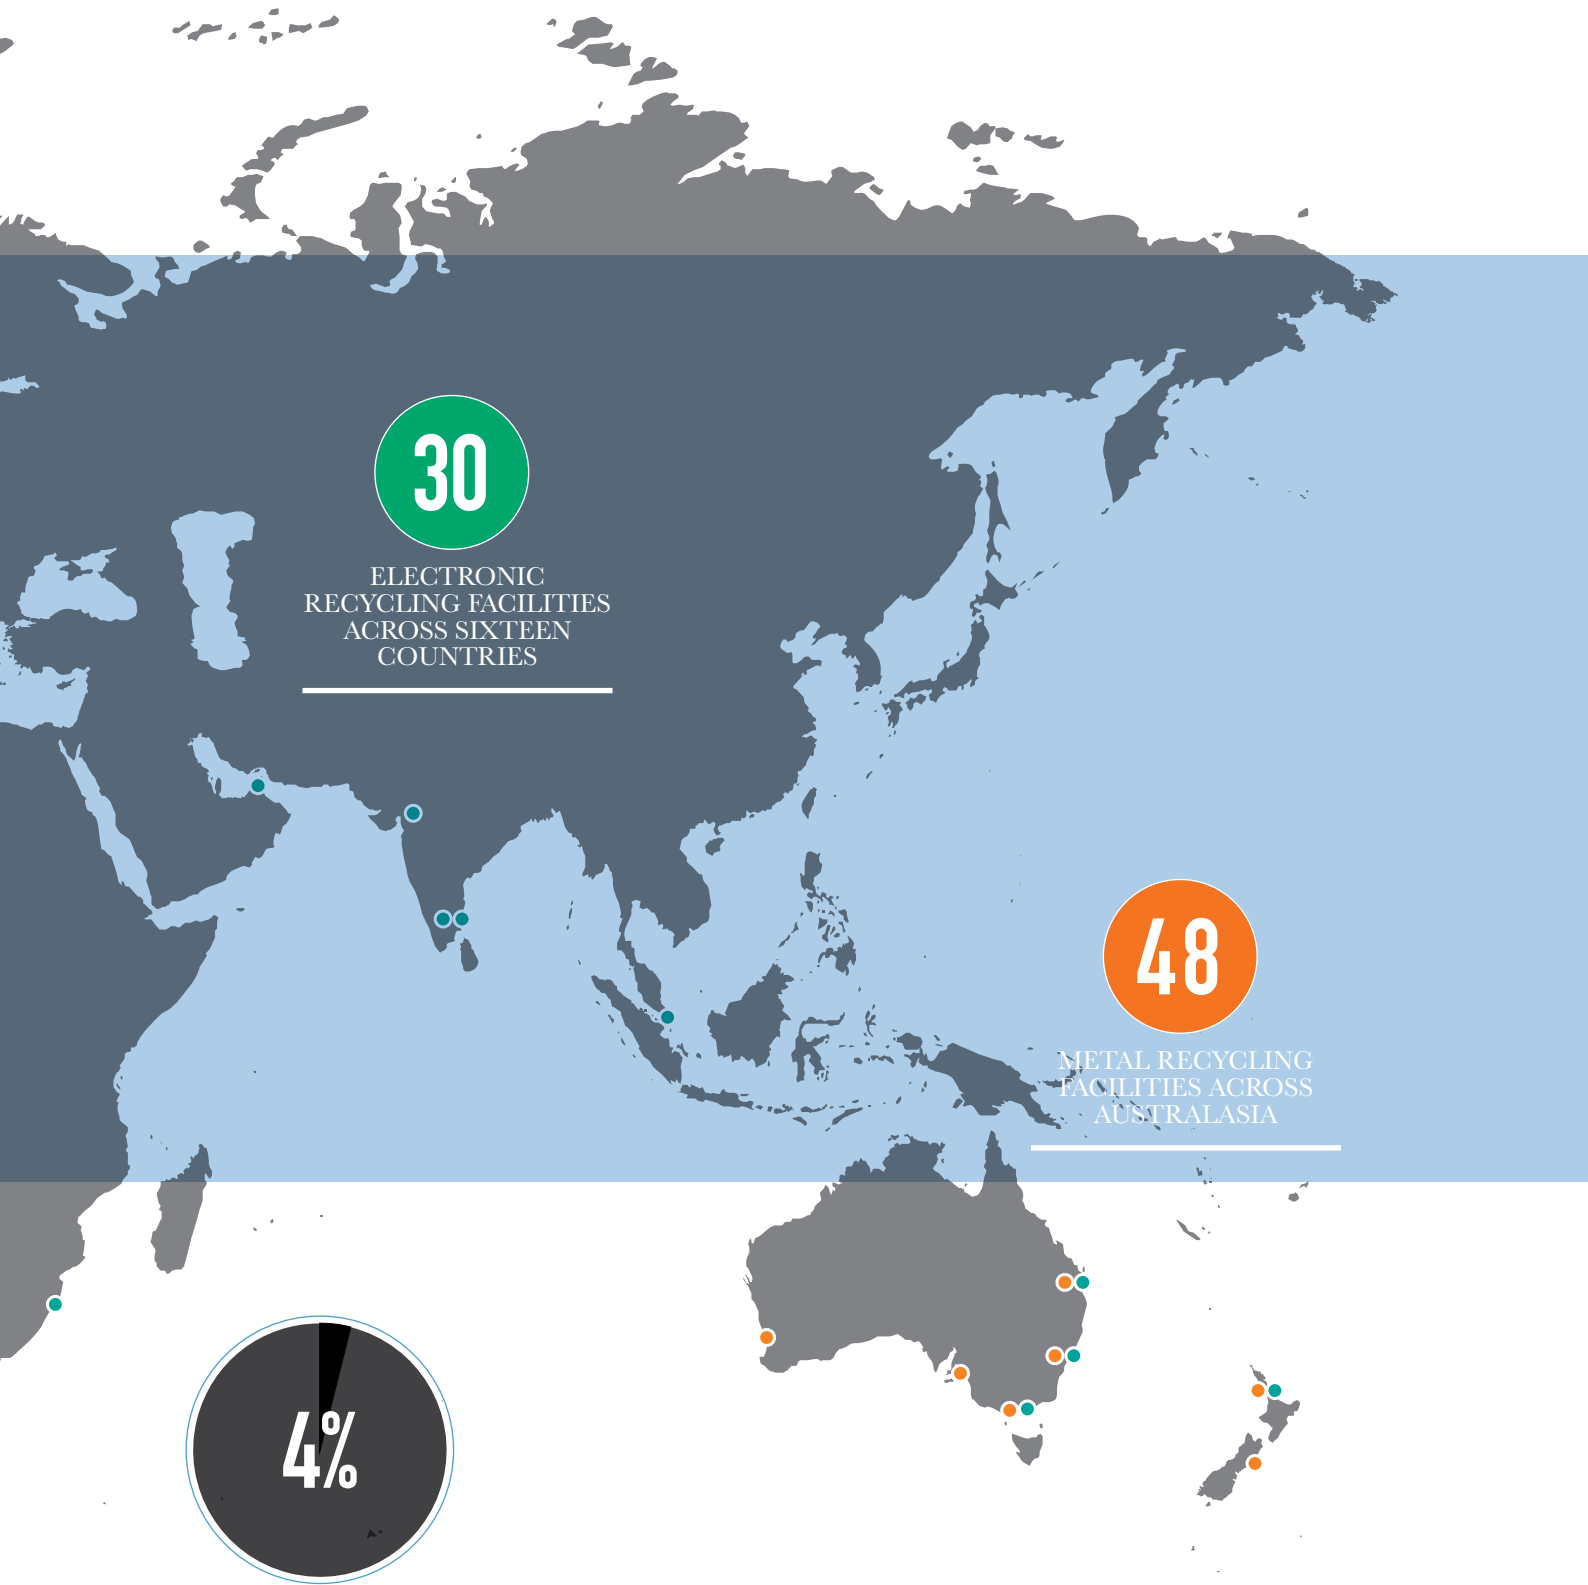 30
ELECTRONIC
RECYCLING FACILITIES
ACROSS SIXTEEN
COUNTRIES
48
METAL RECYCLING
FACILITIES ACROSS
AUSTRALASIA
4%